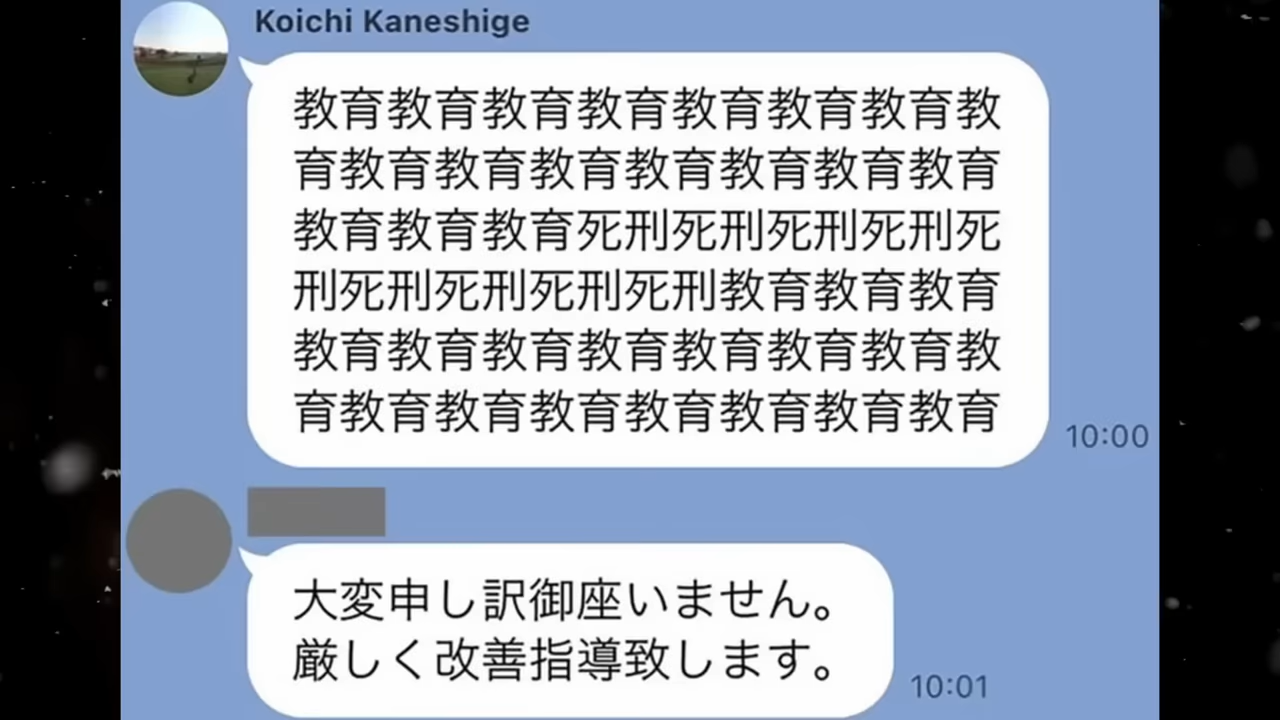 Koichi Kaneshige
教育教育教育教育教育教育教育教
育教育教育教育教育教育教育教育
教育教育教育死刑死刑死刑死刑死
刑死刑死刑死刑死刑教育教育教育
教育教育教育教育教育教育教育教
育教育教育教育教育教育教育教育
10:00
大変申し訳御座いません。
厳しく改善指導致します。
10:01